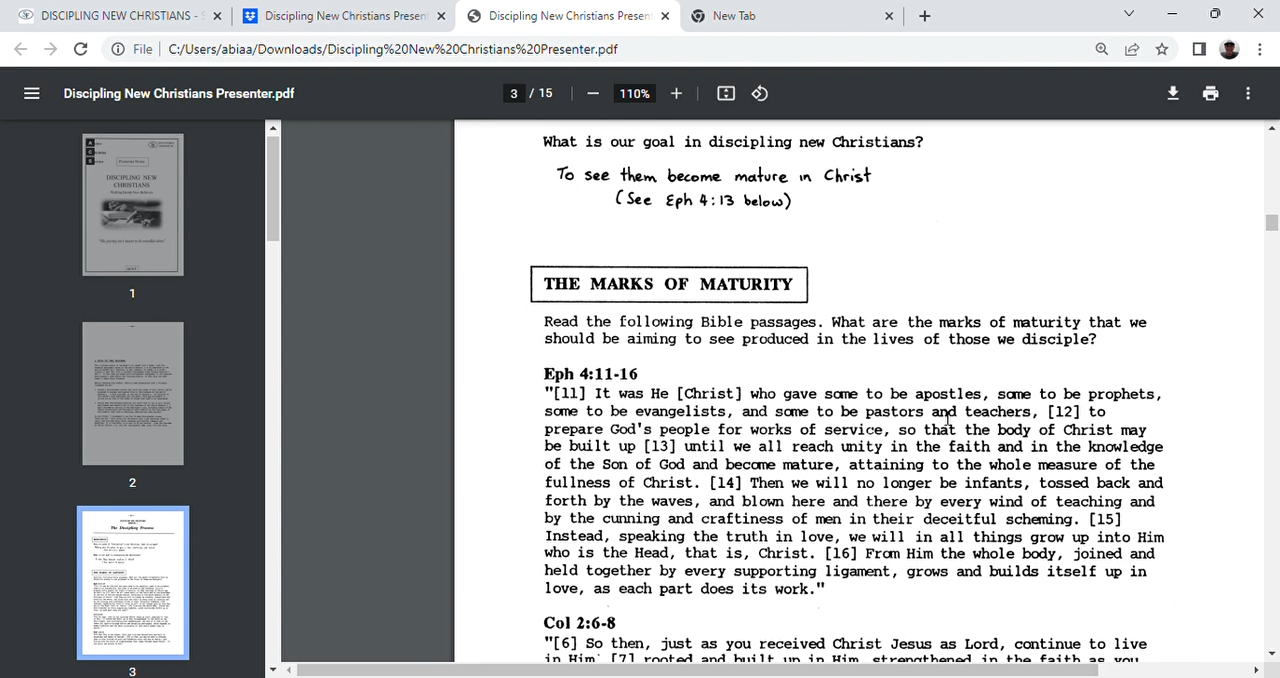 DISCIPLING NEW CHRISTIANS - S
Discipling New Christians Present
Discipling New Christians Present
New Tab
File
C:/Users/abiaa/Downloads/Discipling%20New%20Christians%20Presenter.pdf
Discipling New Christians Presenter.pdf
3 / 15
110%
DISCIPLING NEW
CHRISTIANS
1
2
The Discipling Process
3
What is our goal in discipling new Christians?
To see them become mature in Christ
(See Eph 4:13 below)
THE MARKS OF MATURITY
Read the following Bible passages. What are the marks of maturity that we
should be aiming to see produced in the lives of those we disciple?
Eph 4:11-16
"[11] It was He [Christ] who gave some to be apostles, some to be prophets,
some to be evangelists, and some to be pastors and teachers, [12] to
prepare God's people for works of service, so that the body of Christ may
be built up [13] until we all reach unity in the faith and in the knowledge
of the Son of God and become mature, attaining to the whole measure of the
fullness of Christ. [14] Then we will no longer be infants, tossed back and
forth by the waves, and blown here and there by every wind of teaching and
by the cunning and craftiness of men in their deceitful scheming. [15]
Instead, speaking the truth in love, we will in all things grow up into Him
who is the Head, that is, Christ. [16] From Him the whole body, joined and
held together by every supporting ligament, grows and builds itself up in
love, as each part does its work."
Col 2:6-8
"[6] So then, just as you received Christ Jesus as Lord, continue to live
in Him, [7] rooted and built up in Him, strengthened in the faith as you